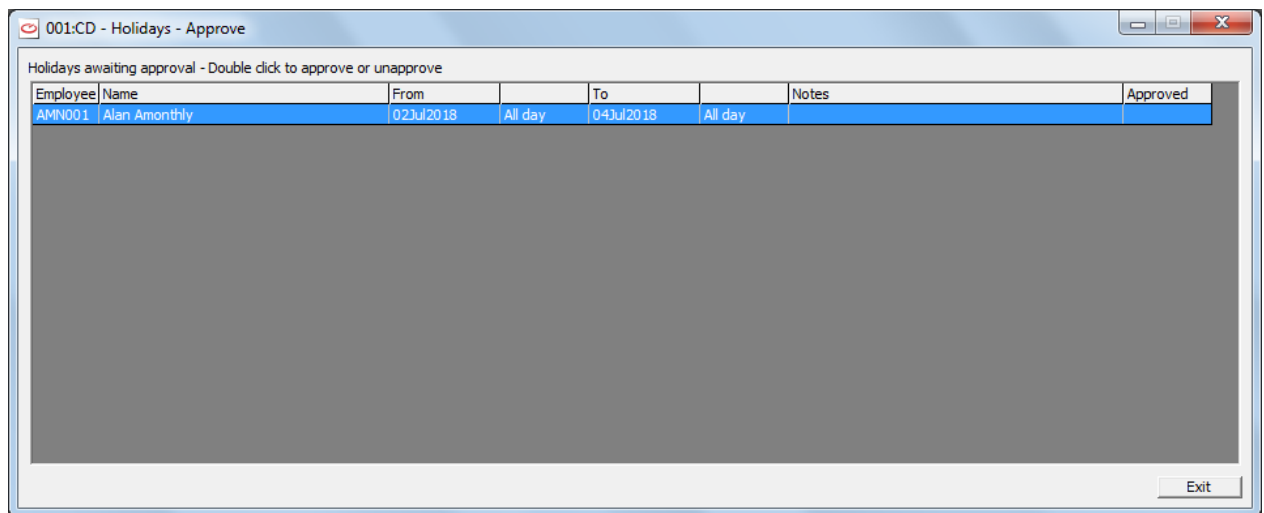 001:CD - Holidays - Approve
Holidays awaiting approval - Double click to approve or unapprove
Employee Name From To Notes Approved
AMN001 Alan Amonthly 02Jul2018 All day 04Jul2018 All day
Exit